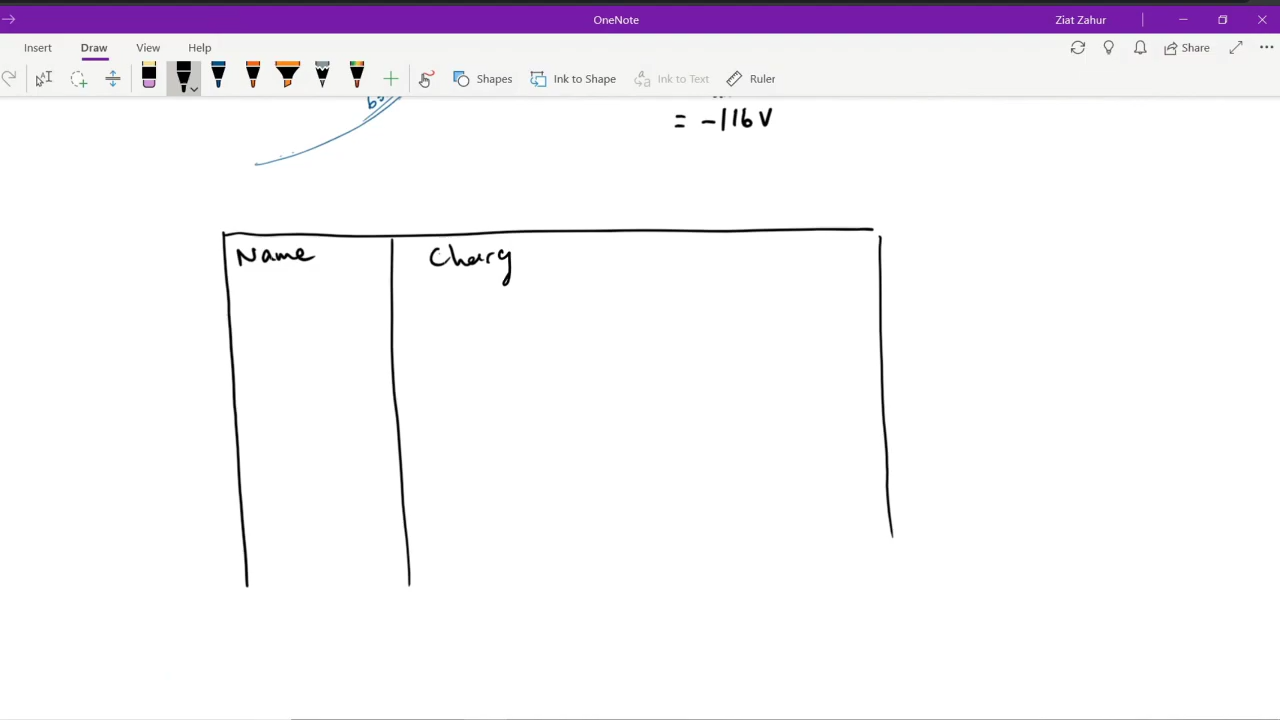 OneNote
Ziat Zahur
Insert Draw View Help
Share
Shapes Ink to Shape Ink to Text Ruler
= -116V
Name Charg